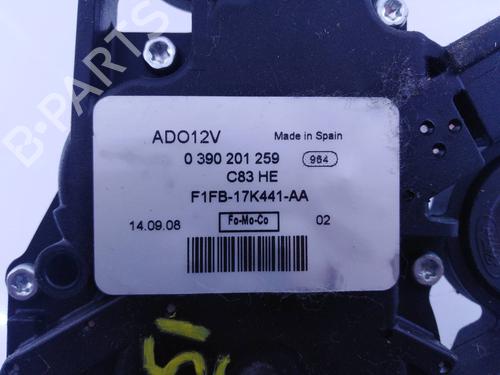 ADO12V Made in Spain
0 390 201 259 964
C83 HE
F1FB-17K441-AA
14.09.08 Fo-Mo-Co 02
B-PARTS